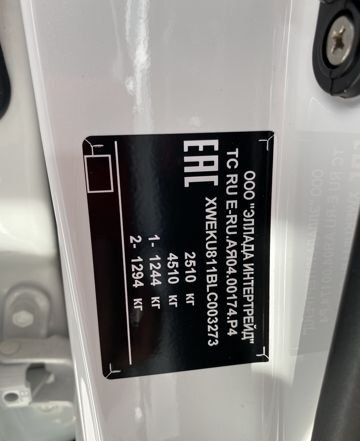 ООО "ЭЛЛАДА ИНТЕРТРЕЙД"
ТС RU Е-RU.АЯ04.00174.Р4
XWEKU811BLC003273
EAC
2510 кг
4510 кг
1- 1244 кг
2- 1294 кг